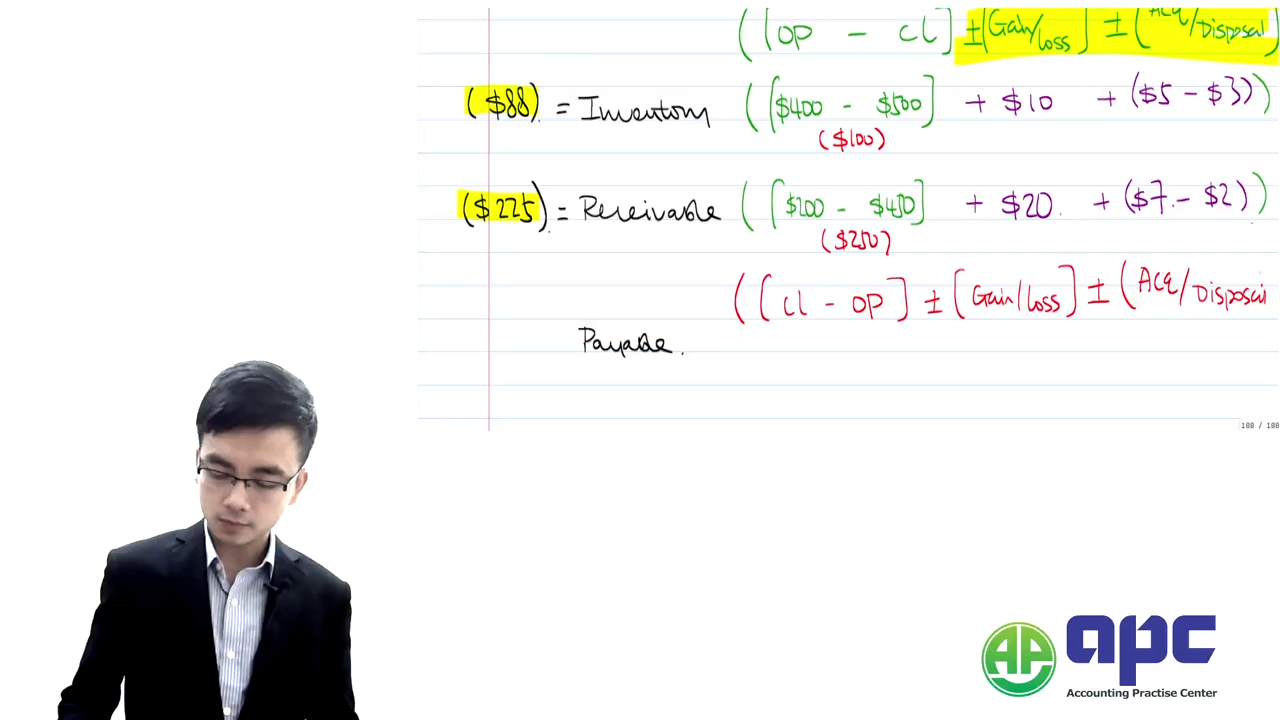 ([OP - CL] ±[Gain/Loss] ± (Acq/Disposal)
($88) = Inventory ([$400 - $500] + $10 + ($5 - $3))
($100)
($225) = Receivable ([$200 - $450] + $20 + ($7 - $2))
($250)
([CL - OP] ± [Gain/Loss] ± (Acq/Disposal
Payable.
188 / 188
AP
apc
Accounting Practise Center